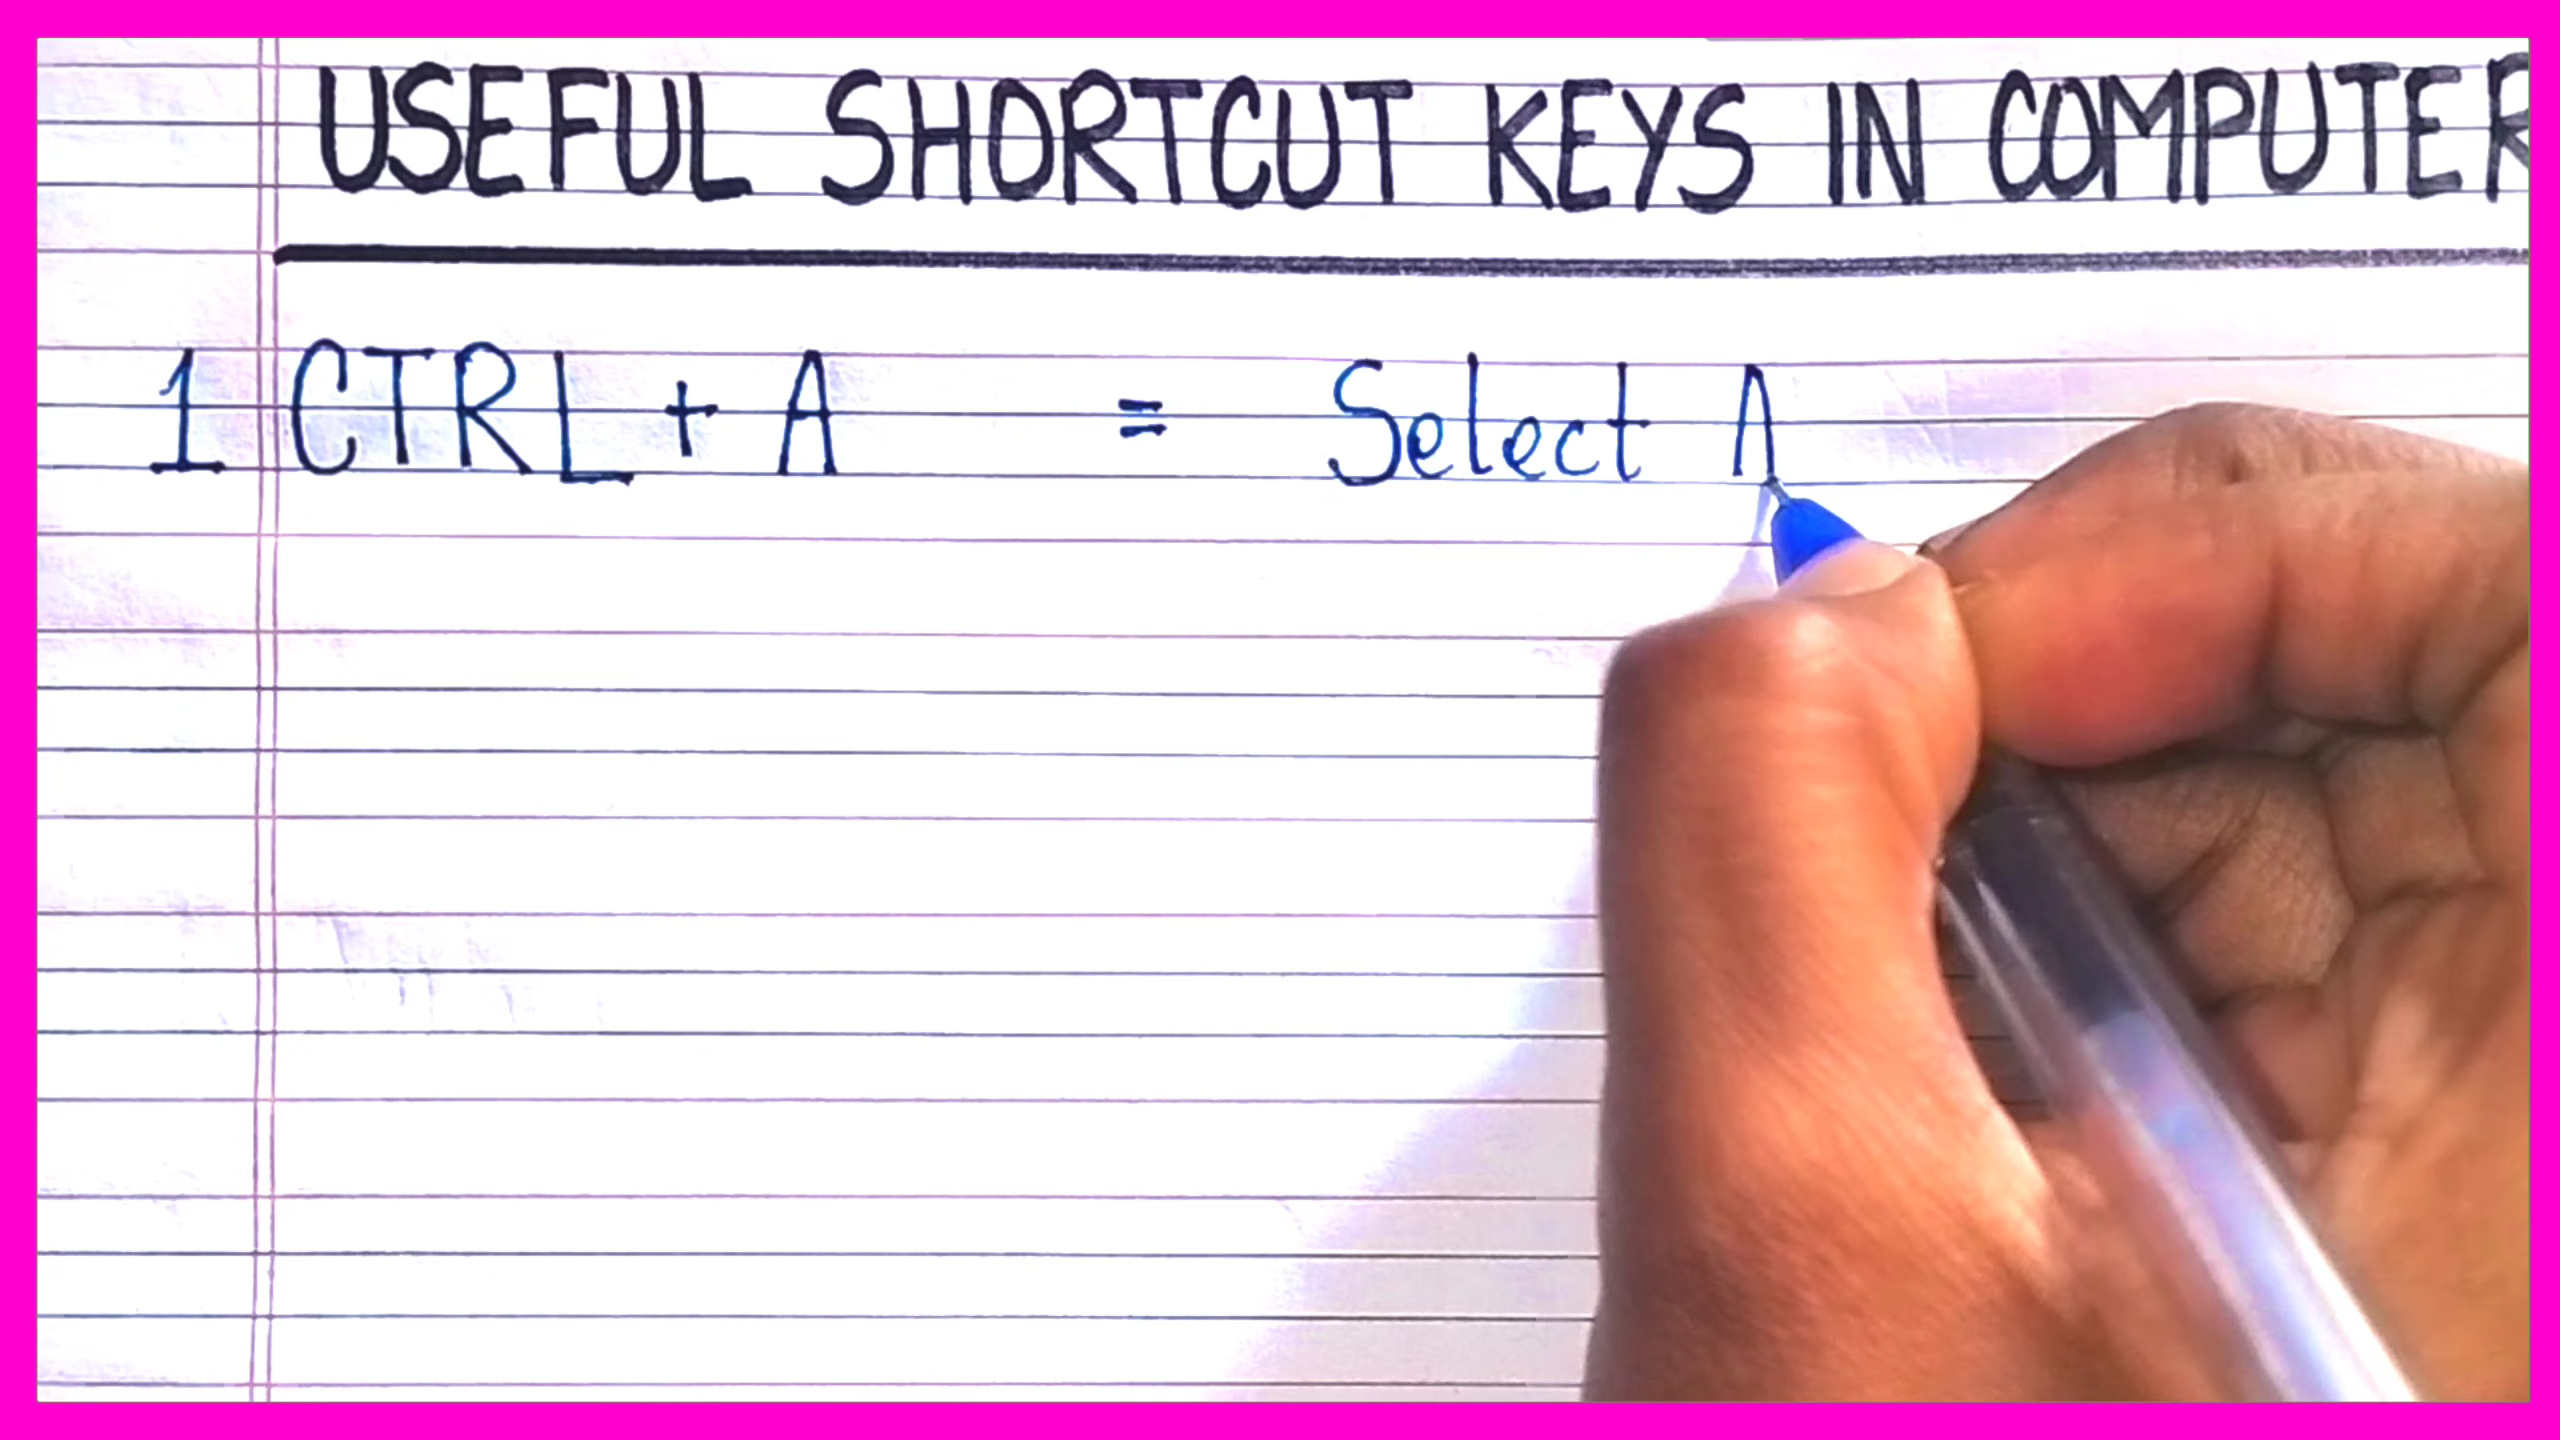 USEFUL SHORTCUT KEYS IN COMPUTER
1 CTRL + A = Select A